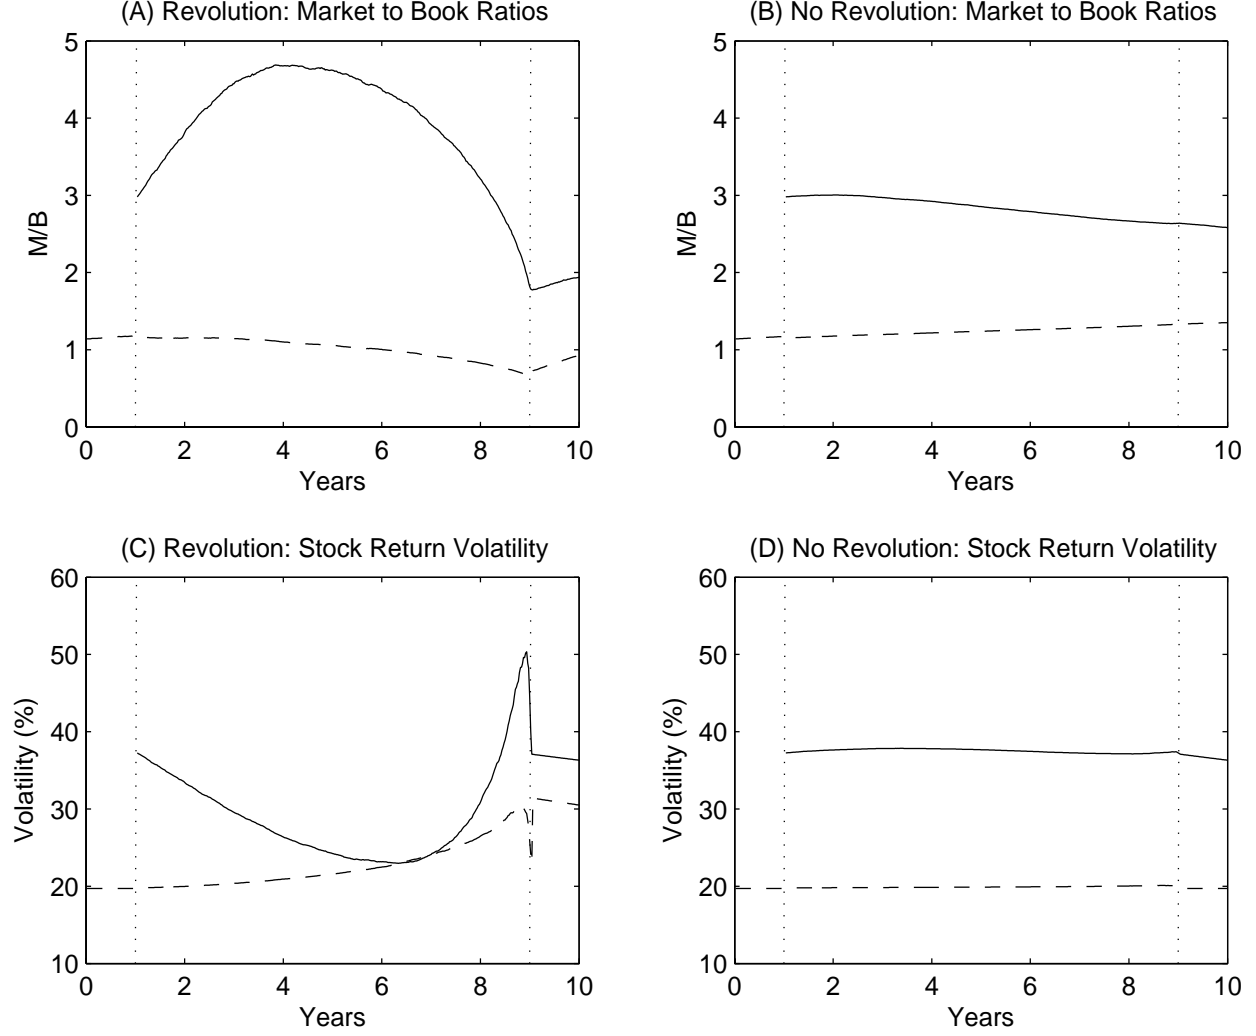 (A) Revolution: Market to Book Ratios
5
4
3
2
1
0
M/B
0 2 4 6 8 10
Years
(B) No Revolution: Market to Book Ratios
5
4
3
2
1
0
M/B
0 2 4 6 8 10
Years
(C) Revolution: Stock Return Volatility
60
50
40
30
20
10
Volatility (%)
0 2 4 6 8 10
Years
(D) No Revolution: Stock Return Volatility
60
50
40
30
20
10
Volatility (%)
0 2 4 6 8 10
Years